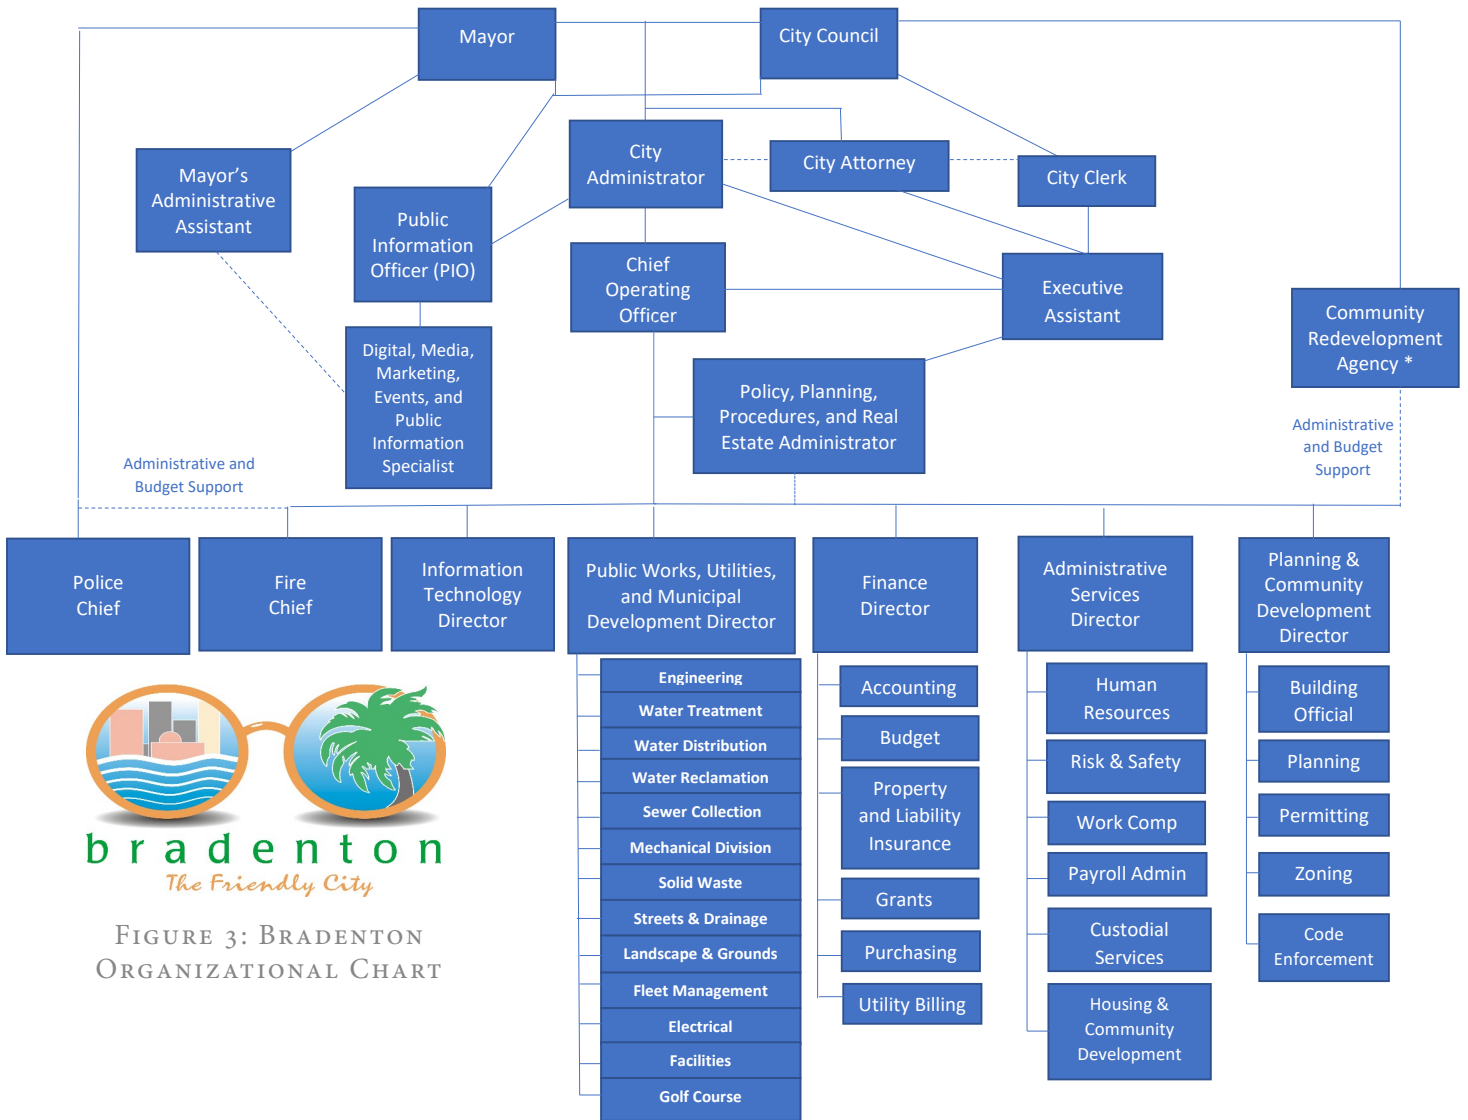 Mayor
City Council
City
Administrator
City Attorney
City Clerk
Mayor’s
Administrative
Assistant
Public
Information
Officer (PIO)
Chief
Operating
Officer
Executive
Assistant
Community
Redevelopment
Agency *
Digital, Media,
Marketing,
Events, and
Public
Information
Specialist
Policy, Planning,
Procedures, and Real
Estate Administrator
Administrative and
Budget Support
Administrative
and Budget
Support
Police
Chief
Fire
Chief
Information
Technology
Director
Public Works, Utilities,
and Municipal
Development Director
Finance
Director
Administrative
Services
Director
Planning &
Community
Development
Director
Engineering
Water Treatment
Water Distribution
Water Reclamation
Sewer Collection
Mechanical Division
Solid Waste
Streets & Drainage
Landscape & Grounds
Fleet Management
Electrical
Facilities
Golf Course
Accounting
Budget
Property
and Liability
Insurance
Grants
Purchasing
Utility Billing
Human
Resources
Risk & Safety
Work Comp
Payroll Admin
Custodial
Services
Housing &
Community
Development
Building
Official
Planning
Permitting
Zoning
Code
Enforcement
bradenton
The Friendly City
Figure 3: Bradenton
Organizational Chart